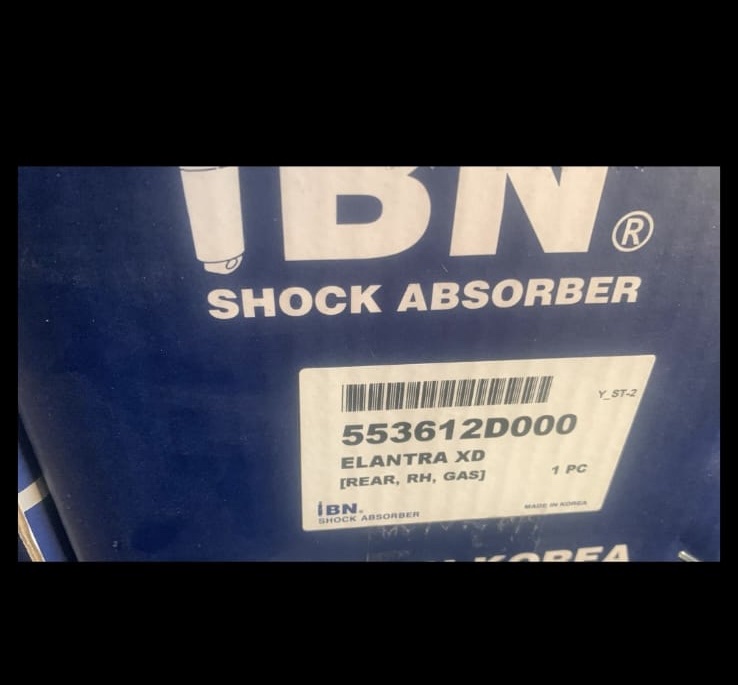 iBN®
SHOCK ABSORBER
Y_ST-2
553612D000
ELANTRA XD
[REAR, RH, GAS]
1 PC
iBN®
SHOCK ABSORBER
MADE IN KOREA
KOREA